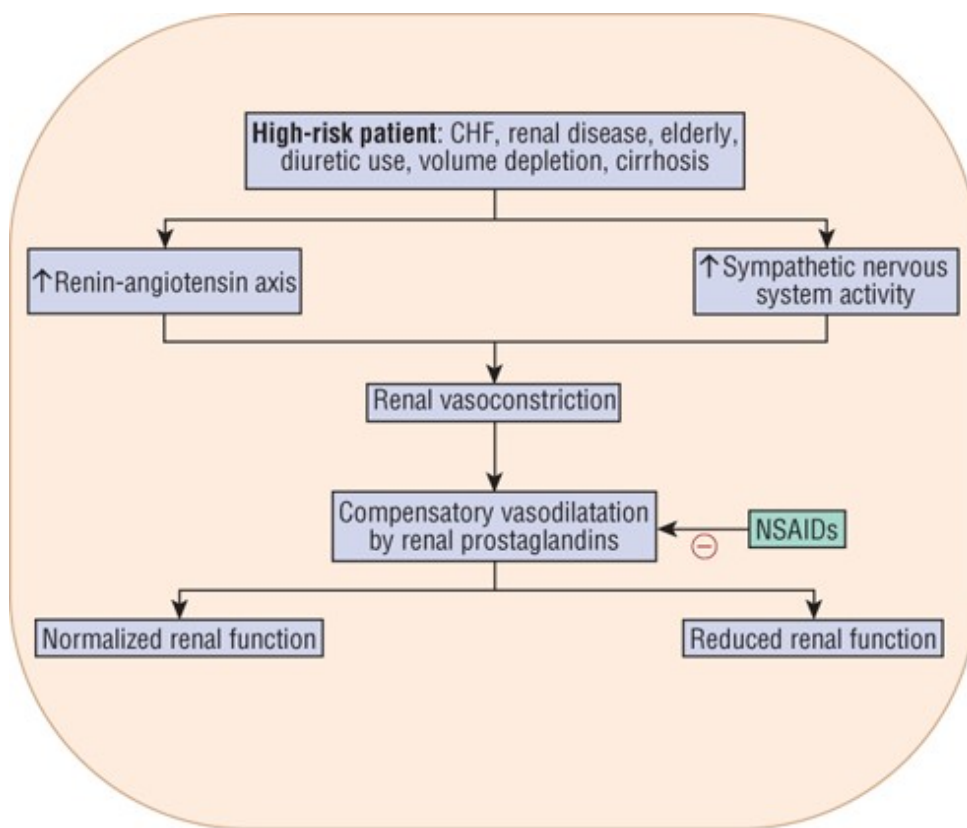 High-risk patient: CHF, renal disease, elderly,
diuretic use, volume depletion, cirrhosis
↑Renin-angiotensin axis
↑Sympathetic nervous
system activity
Renal vasoconstriction
Compensatory vasodilatation
by renal prostaglandins
NSAIDs
−
Normalized renal function
Reduced renal function